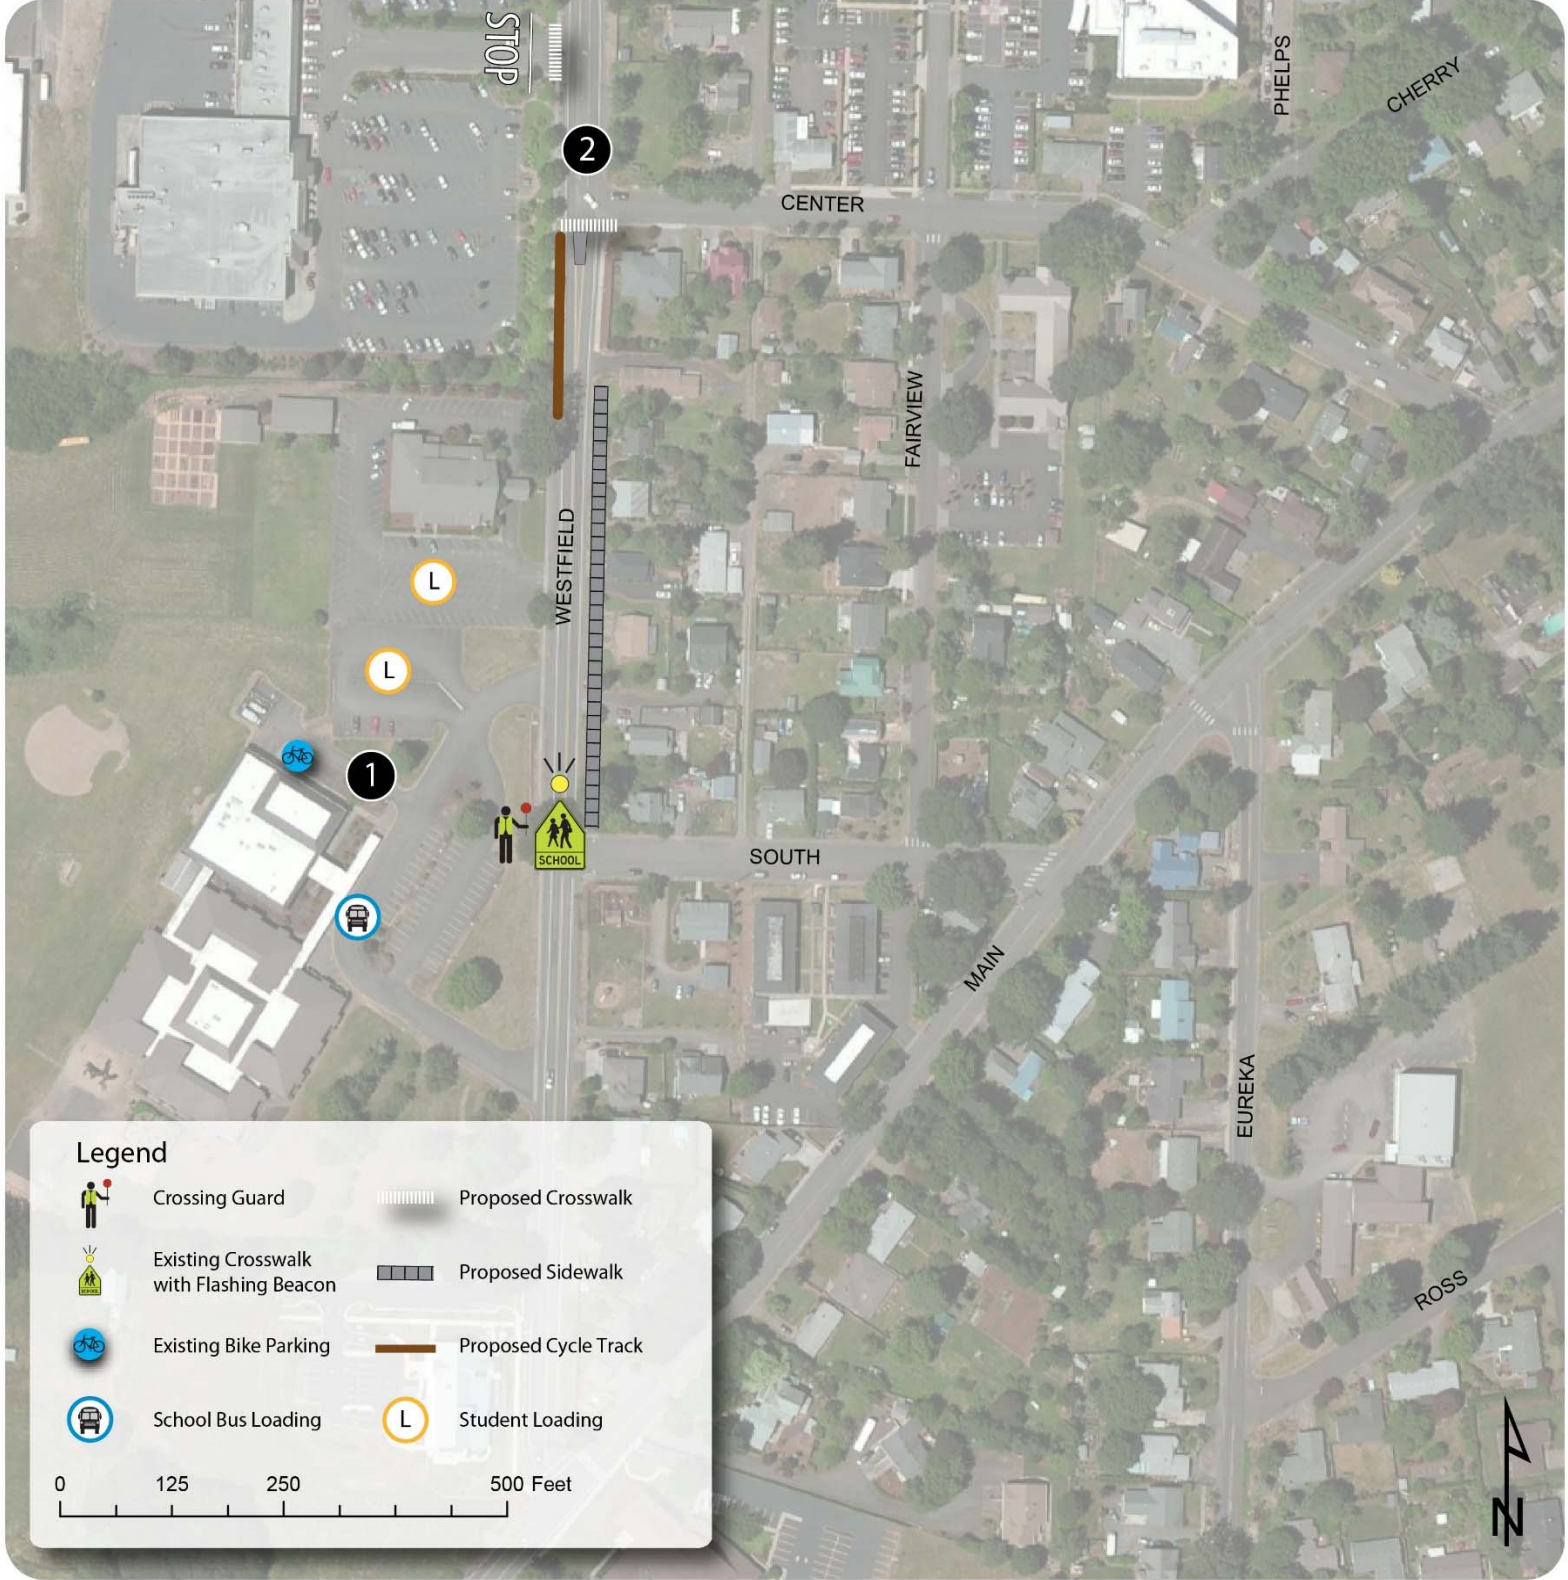 STOP
PHELPS
CHERRY
2
CENTER
FAIRVIEW
WESTFIELD
L
L
1
SCHOOL
SOUTH
MAIN
EUREKA
ROSS
Legend
Crossing Guard
Proposed Crosswalk
SCHOOL
Existing Crosswalk
with Flashing Beacon
Proposed Sidewalk
Existing Bike Parking
Proposed Cycle Track
School Bus Loading
L
Student Loading
0 125 250 500 Feet
N